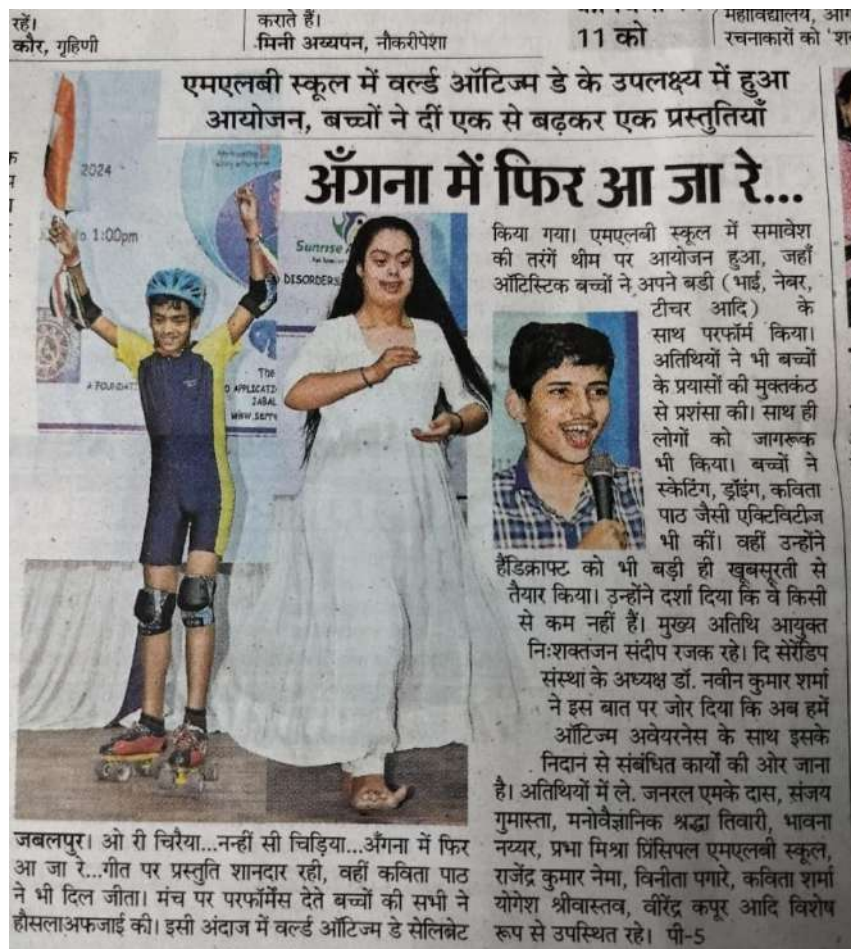 रहें।
कौर, गृहिणी
कराते हैं।
मिनी अय्यपन, नौकरीपेशा
11 को
महाविद्यालय,
रचनाकारों को
एमएलबी स्कूल में वर्ल्ड ऑटिज्म डे के उपलक्ष्य में हुआ
आयोजन, बच्चों ने दीं एक से बढ़कर एक प्रस्तुतियाँ
अँगना में फिर आ जा रे...
2024
to 1:00pm
Sunrise
DISORDERS
A FOUNDATI
The
D APPLICATI
JABAL
जबलपुर। ओ री चिरैया...नन्हीं सी चिड़िया...अँगना में फिर
आ जा रे...गीत पर प्रस्तुति शानदार रही, वहीं कविता पाठ
ने भी दिल जीता। मंच पर परफॉर्मेंस देते बच्चों की सभी ने
हौसलाअफजाई की। इसी अंदाज में वर्ल्ड ऑटिज्म डे सेलिब्रेट
किया गया। एमएलबी स्कूल में समावेश
की तरंगें थीम पर आयोजन हुआ, जहाँ
ऑटिस्टिक बच्चों ने अपने बडी (भाई, नेबर,
टीचर आदि) के
साथ परफॉर्म किया।
अतिथियों ने भी बच्चों
के प्रयासों की मुक्तकंठ
से प्रशंसा की। साथ ही
लोगों को जागरूक
भी किया। बच्चों ने
स्केटिंग, ड्रॉइंग, कविता
पाठ जैसी एक्टिविटीज
भी कीं। वहीं उन्होंने
हैंडिक्राफ्ट को भी बड़ी ही खूबसूरती से
तैयार किया। उन्होंने दर्शा दिया कि वे किसी
से कम नहीं हैं। मुख्य अतिथि आयुक्त
निःशक्तजन संदीप रजक रहे। दि सेरेंडिप
संस्था के अध्यक्ष डॉ. नवीन कुमार शर्मा
ने इस बात पर जोर दिया कि अब हमें
ऑटिज्म अवेयरनेस के साथ इसके
निदान से संबंधित कार्यों की ओर जाना
है। अतिथियों में ले. जनरल एमके दास, संजय
गुमास्ता, मनोवैज्ञानिक श्रद्धा तिवारी, भावना
नय्यर, प्रभा मिश्रा प्रिंसिपल एमएलबी स्कूल,
राजेंद्र कुमार नेमा, विनीता पगारे, कविता शर्मा
योगेश श्रीवास्तव, वीरेंद्र कपूर आदि विशेष
रूप से उपस्थित रहे। पी-5